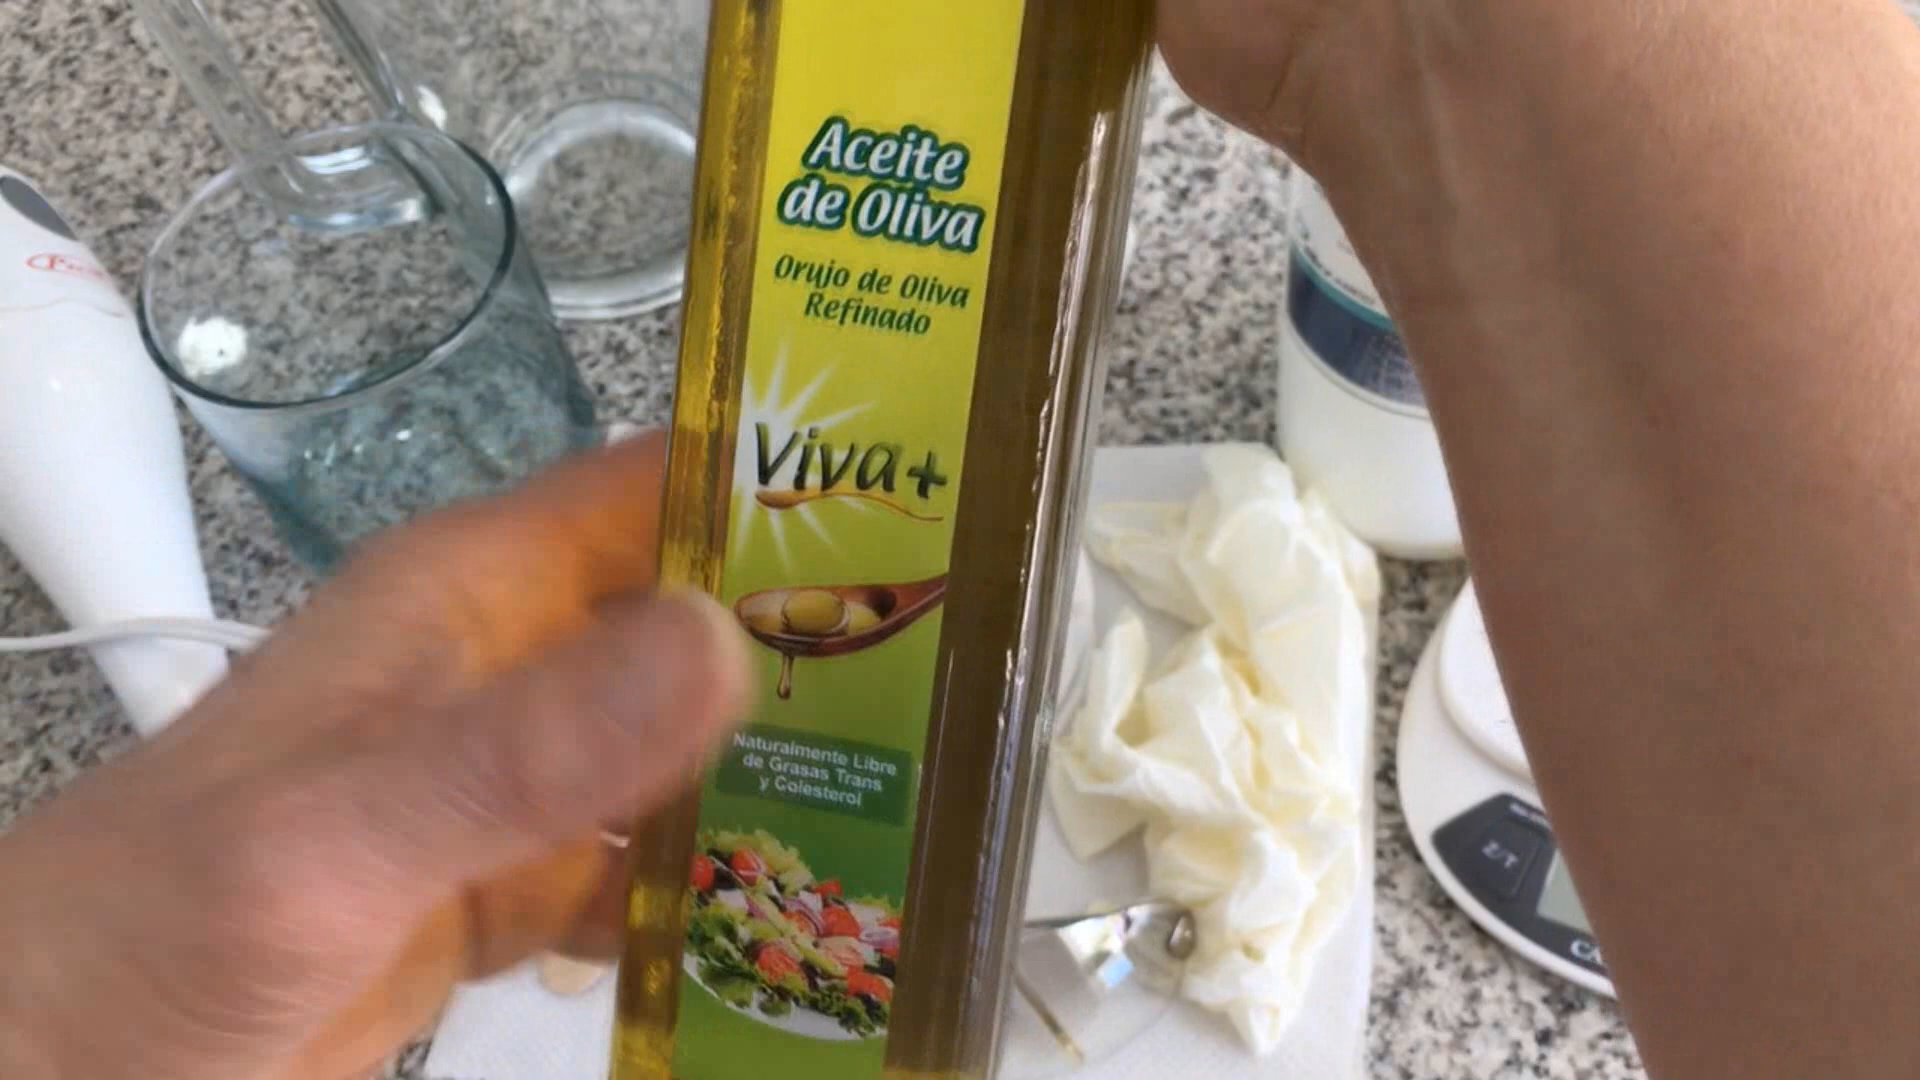 Aceite
de Oliva
Orujo de Oliva
Refinado
Viva+
Naturalmente Libre
de Grasas Trans
y Colesterol
Z/T